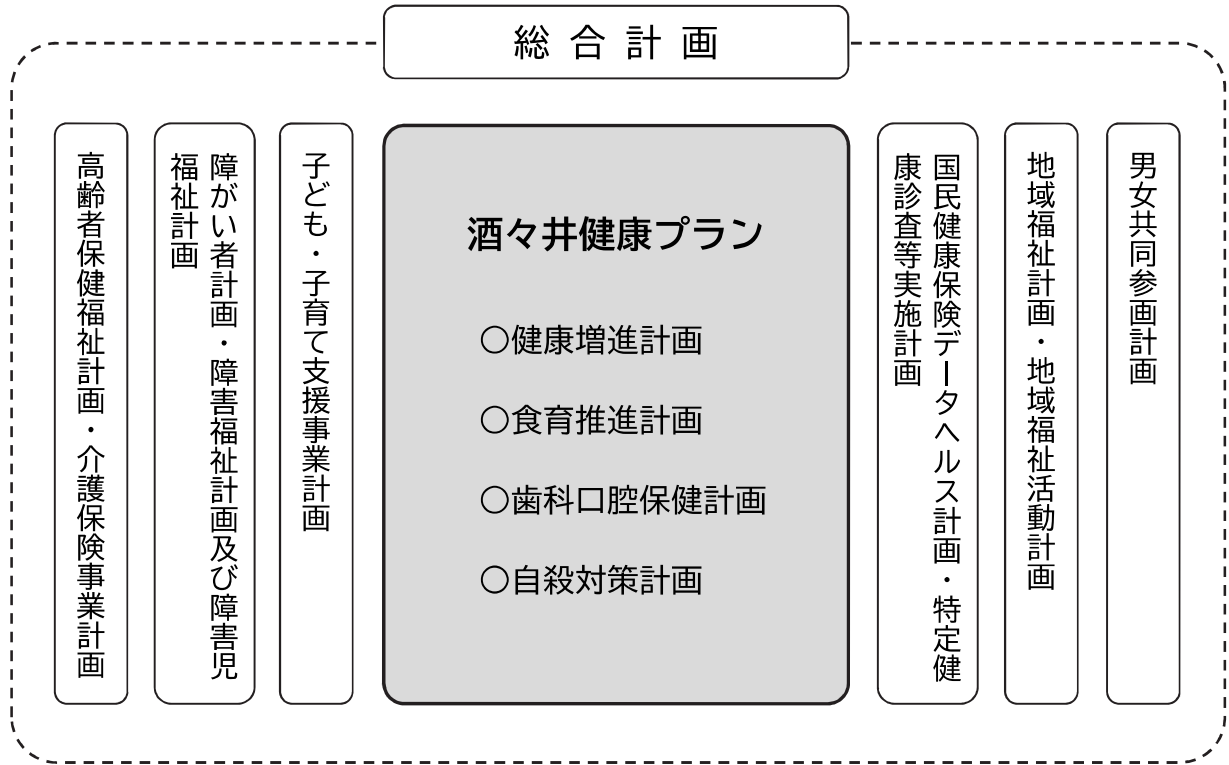 総合計画
高齢者保健福祉計画・介護保険事業計画
障がい者計画・障害福祉計画及び障害児
福祉計画
子ども・子育て支援事業計画
酒々井健康プラン
〇健康増進計画
〇食育推進計画
〇歯科口腔保健計画
〇自殺対策計画
国民健康保険データヘルス計画・特定健
康診査等実施計画
地域福祉計画・地域福祉活動計画
男女共同参画計画